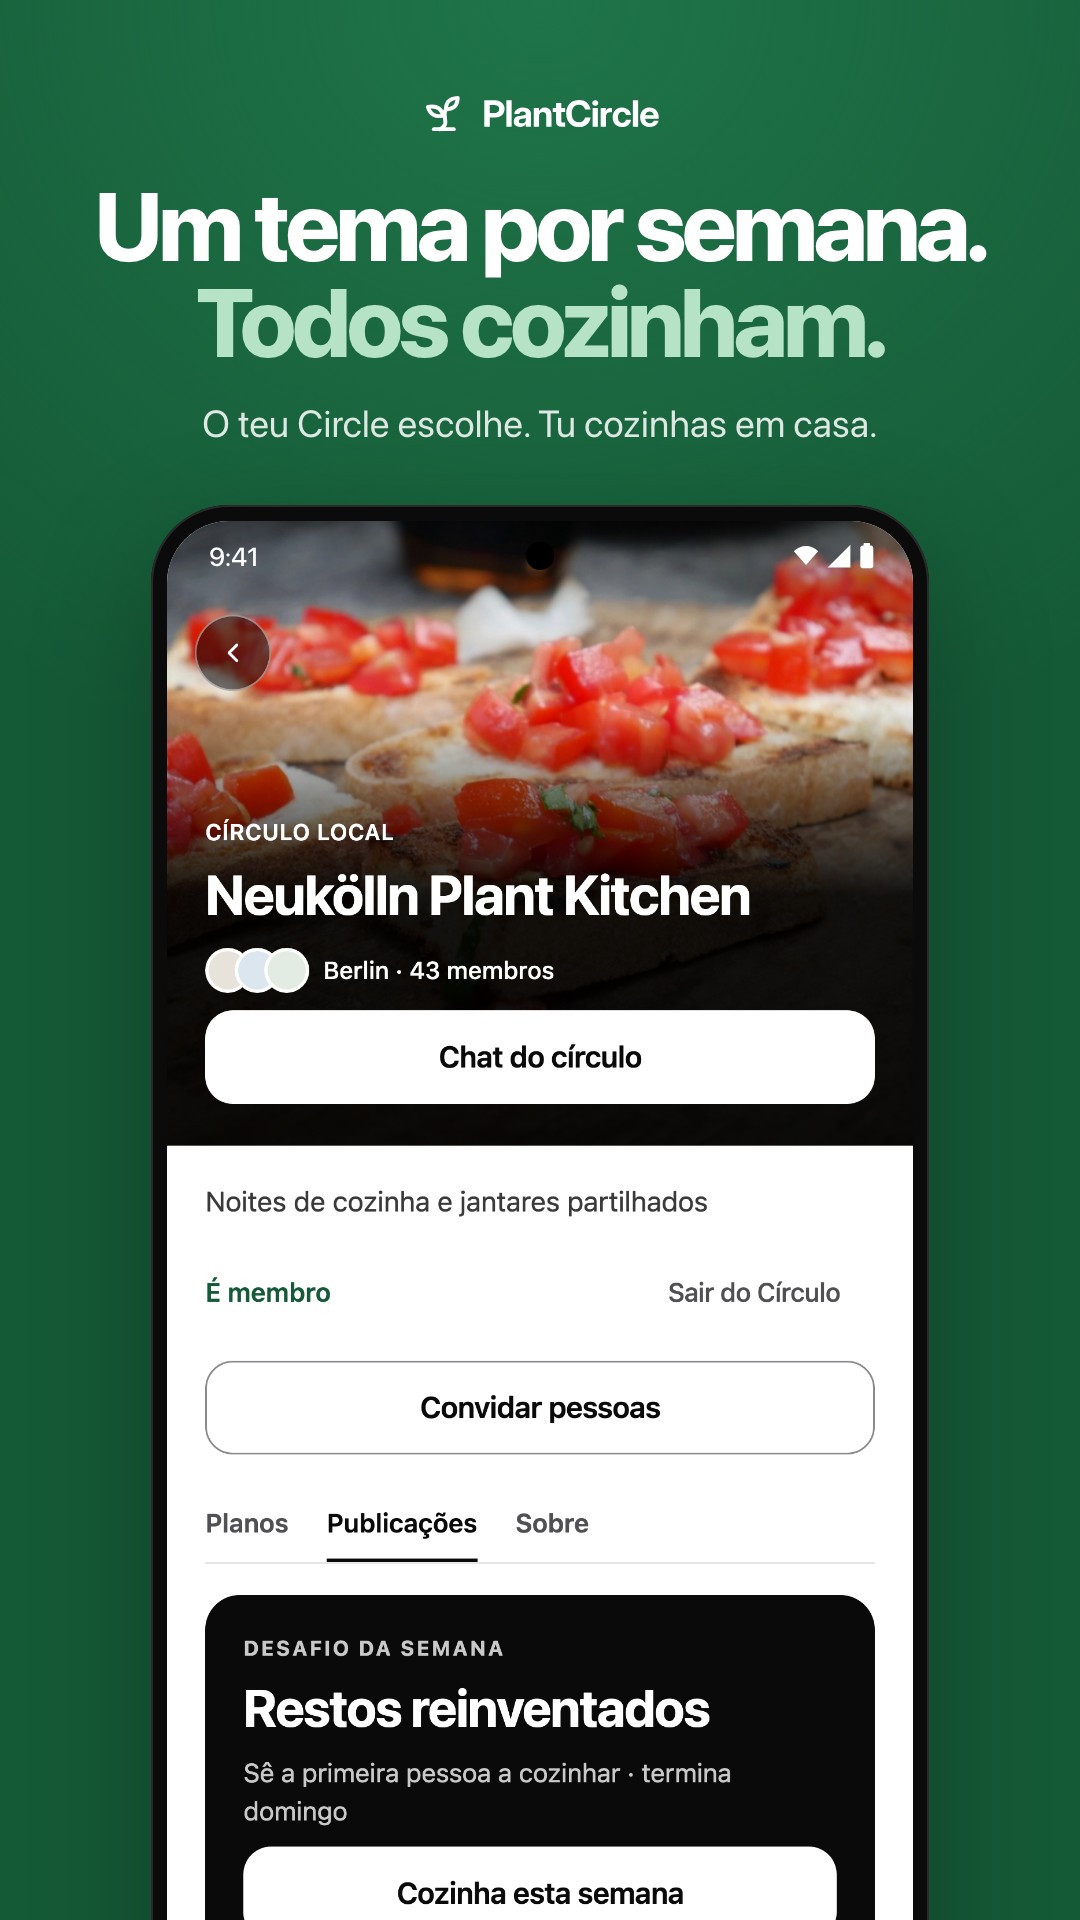 PlantCircle
Um tema por semana.
Todos cozinham.
O teu Circle escolhe. Tu cozinhas em casa.
9:41
CÍRCULO LOCAL
Neukölln Plant Kitchen
Berlin · 43 membros
Chat do círculo
Noites de cozinha e jantares partilhados
É membro
Sair do Círculo
Convidar pessoas
Planos
Publicações
Sobre
DESAFIO DA SEMANA
Restos reinventados
Sê a primeira pessoa a cozinhar · termina
domingo
Cozinha esta semana